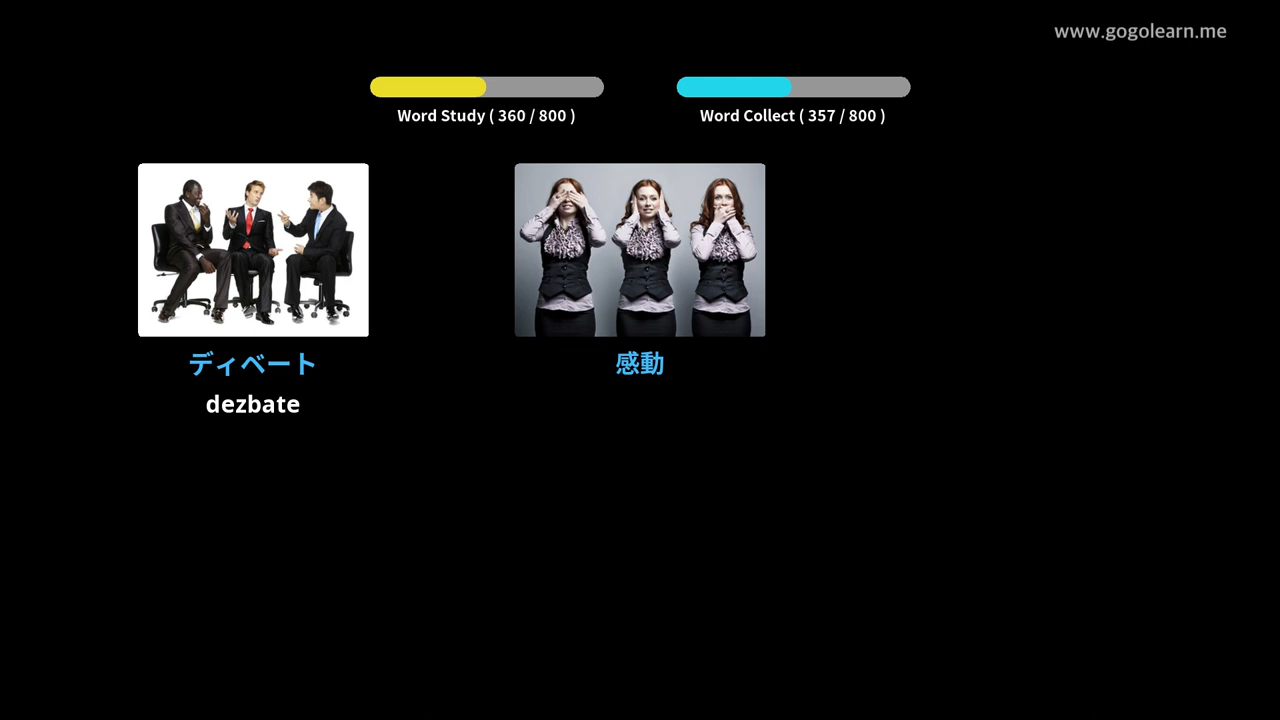 www.gogolearn.me
Word Study ( 360 / 800 )
Word Collect ( 357 / 800 )
ディベート
dezbate
感動